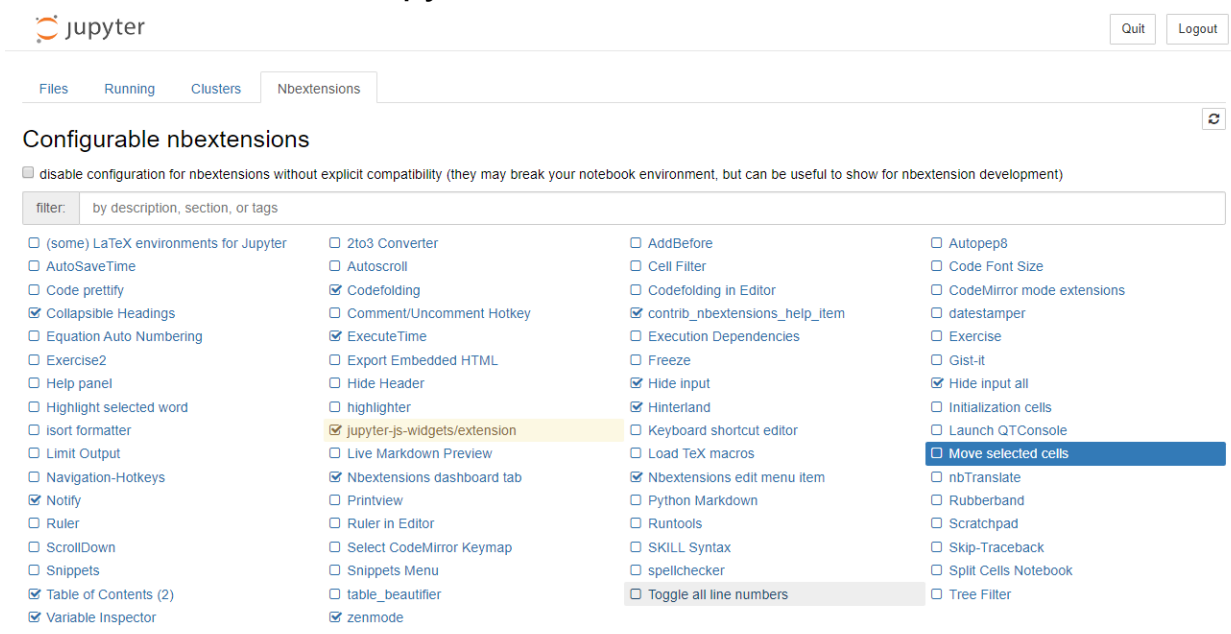 jupyter
Quit Logout
Files Running Clusters Nbextensions
Configurable nbextensions
disable configuration for nbextensions without explicit compatibility (they may break your notebook environment, but can be useful to show for nbextension development)
filter: by description, section, or tags
(some) LaTeX environments for Jupyter 2to3 Converter AddBefore Autopep8
AutoSaveTime Autoscroll Cell Filter Code Font Size
Code prettify Codefolding Codefolding in Editor CodeMirror mode extensions
Collapsible Headings Comment/Uncomment Hotkey contrib_nbextensions_help_item datestamper
Equation Auto Numbering ExecuteTime Execution Dependencies Exercise
Exercise2 Export Embedded HTML Freeze Gist-it
Help panel Hide Header Hide input Hide input all
Highlight selected word highlighter Hinterland Initialization cells
isort formatter jupyter-js-widgets/extension Keyboard shortcut editor Launch QTConsole
Limit Output Live Markdown Preview Load TeX macros Move selected cells
Navigation-Hotkeys Nbextensions dashboard tab Nbextensions edit menu item nbTranslate
Notify Printview Python Markdown Rubberband
Ruler Ruler in Editor Runtools Scratchpad
ScrollDown Select CodeMirror Keymap SKILL Syntax Skip-Traceback
Snippets Snippets Menu spellchecker Split Cells Notebook
Table of Contents (2) table_beautifier Toggle all line numbers Tree Filter
Variable Inspector zenmode